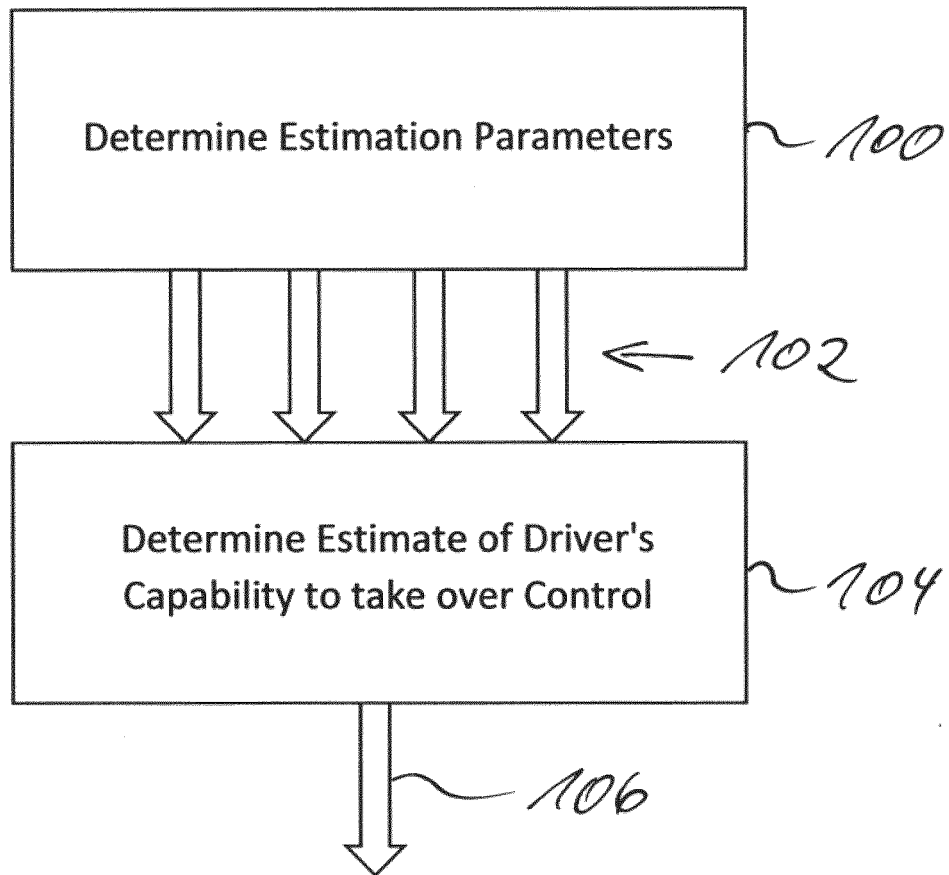 Determine Estimation Parameters
100
102
Determine Estimate of Driver's
Capability to take over Control
104
106